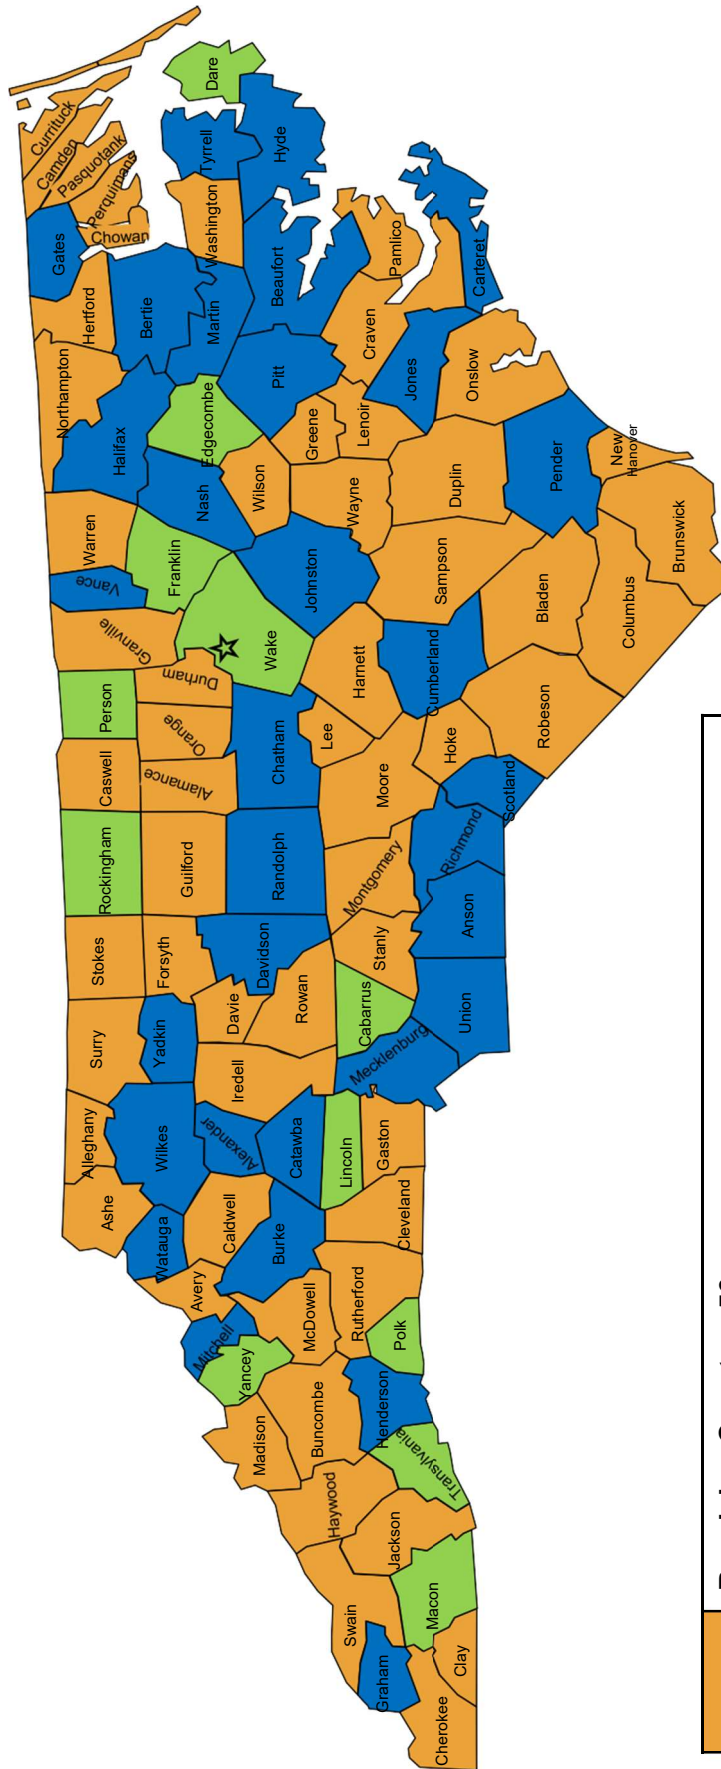 Cherokee
Graham
Clay
Swain
Macon
Jackson
Haywood
Transylvania
Madison
Buncombe
Henderson
Yancey
Mitchell
Avery
McDowell
Polk
Rutherford
Ashe
Watauga
Caldwell
Burke
Cleveland
Alleghany
Wilkes
Alexander
Catawba
Lincoln
Gaston
Surry
Yadkin
Iredell
Mecklenburg
Davie
Rowan
Cabarrus
Union
Stokes
Forsyth
Davidson
Stanly
Anson
Rockingham
Guilford
Randolph
Montgomery
Richmond
Caswell
Alamance
Orange
Chatham
Moore
Lee
Hoke
Scotland
Person
Durham
Granville
Wake
Harnett
Cumberland
Robeson
Vance
Warren
Franklin
Johnston
Sampson
Bladen
Columbus
Brunswick
Halifax
Nash
Wilson
Wayne
Duplin
Pender
New
Hanover
Northampton
Edgecombe
Greene
Lenoir
Jones
Onslow
Hertford
Bertie
Martin
Pitt
Craven
Gates
Chowan
Perquimans
Pasquotank
Camden
Currituck
Washington
Beaufort
Pamlico
Carteret
Tyrrell
Hyde
Dare